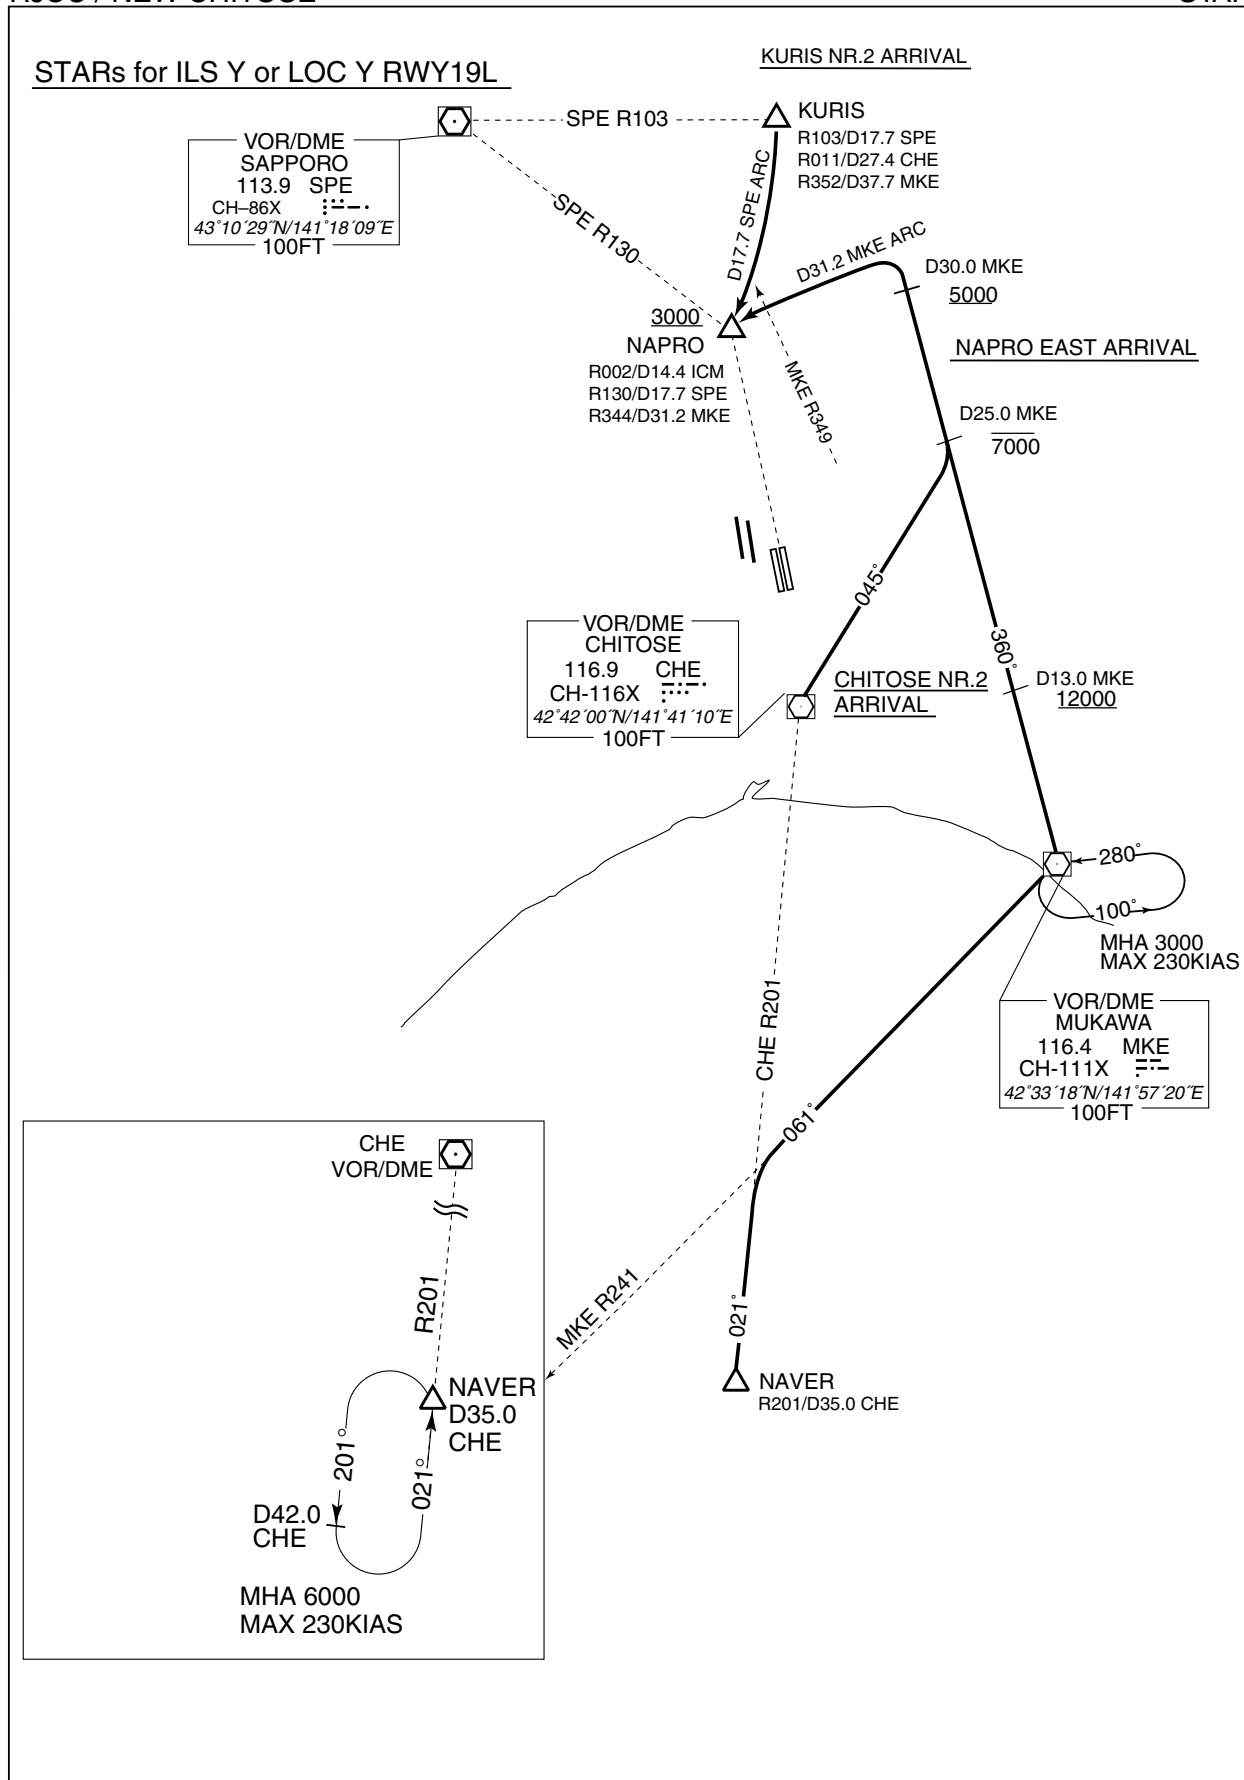 STARs for ILS Y or LOC Y RWY19L
KURIS NR.2 ARRIVAL
SPE R103
KURIS
R103/D17.7 SPE
R011/D27.4 CHE
R352/D37.7 MKE
VOR/DME
SAPPORO
113.9 SPE
CH–86X
43°10´29˝N/141°18´09˝E
100FT
SPE R130
D17.7 SPE ARC
D31.2 MKE ARC
D30.0 MKE
5000
3000
NAPRO
R002/D14.4 ICM
R130/D17.7 SPE
R344/D31.2 MKE
NAPRO EAST ARRIVAL
MKE R349
D25.0 MKE
7000
045°
360°
VOR/DME
CHITOSE
116.9 CHE
CH-116X
42°42´00˝N/141°41´10˝E
100FT
CHITOSE NR.2
ARRIVAL
D13.0 MKE
12000
280°
100°
MHA 3000
MAX 230KIAS
VOR/DME
MUKAWA
116.4 MKE
CH-111X
42°33´18˝N/141°57´20˝E
100FT
CHE R201
061°
MKE R241
021°
NAVER
R201/D35.0 CHE
CHE
VOR/DME
R201
NAVER
D35.0
CHE
201°
021°
D42.0
CHE
MHA 6000
MAX 230KIAS